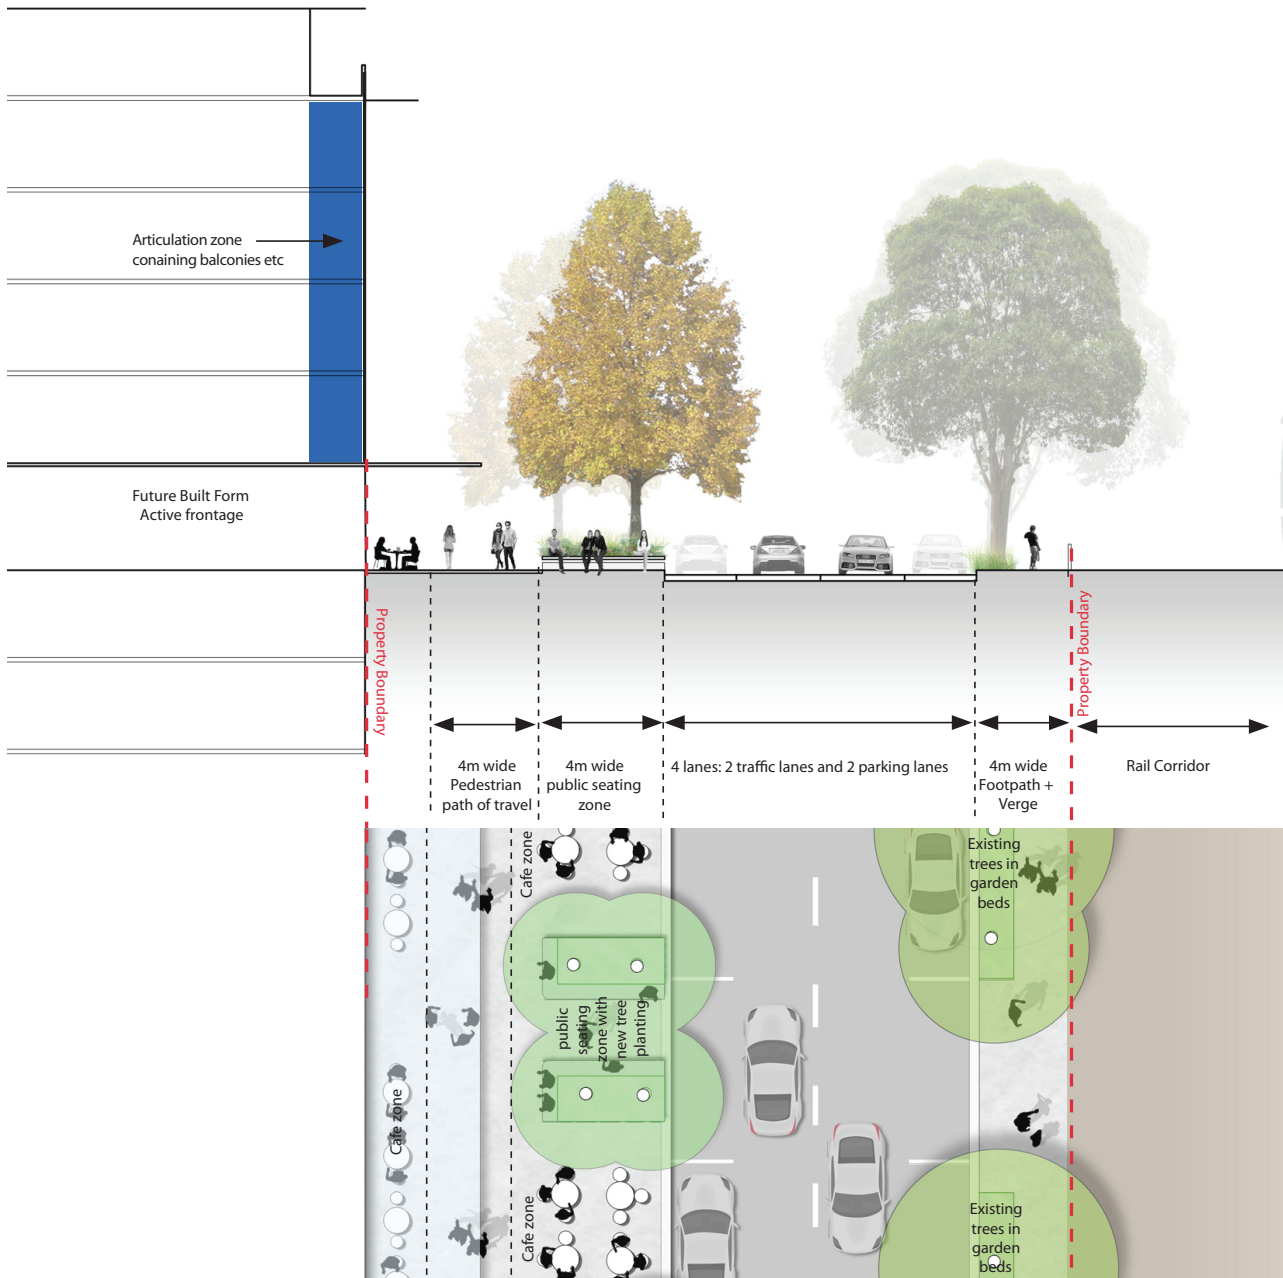 Articulation zone
conaining balconies etc
Future Built Form
Active frontage
Property Boundary
Property Boundary
4m wide
Pedestrian
path of travel
4m wide
public seating
zone
4 lanes: 2 traffic lanes and 2 parking lanes
4m wide
Footpath +
Verge
Rail Corridor
Cafe zone
Existing
trees in
garden
beds
public
seating
zone with
new tree
planting
Cafe zone
Cafe zone
Existing
trees in
garden
beds